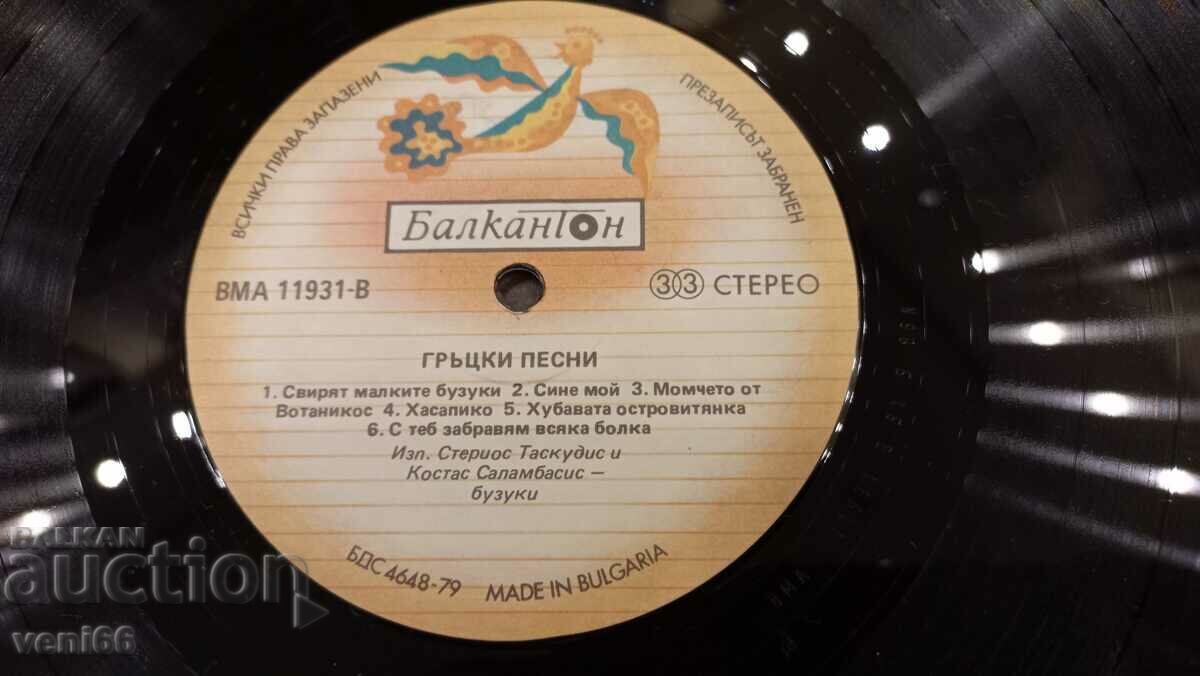 ВСИЧКИ ПРАВА ЗАПАЗЕНИ
ПРЕЗАПИСЪТ ЗАБРАНЕН
БалканТон
ВМА 11931-В
33 СТЕРЕО
ГРЪЦКИ ПЕСНИ
1. Свирят малките бузуки 2. Сине мой 3. Момчето от
Вотаникос 4. Хасапико 5. Хубавата островитянка
6. С теб забравям всяка болка
Изп. Стериос Таскудис и
Костас Саламбасис –
бузуки
БДС 4648-79 MADE IN BULGARIA
BALKAN
auction
veni66